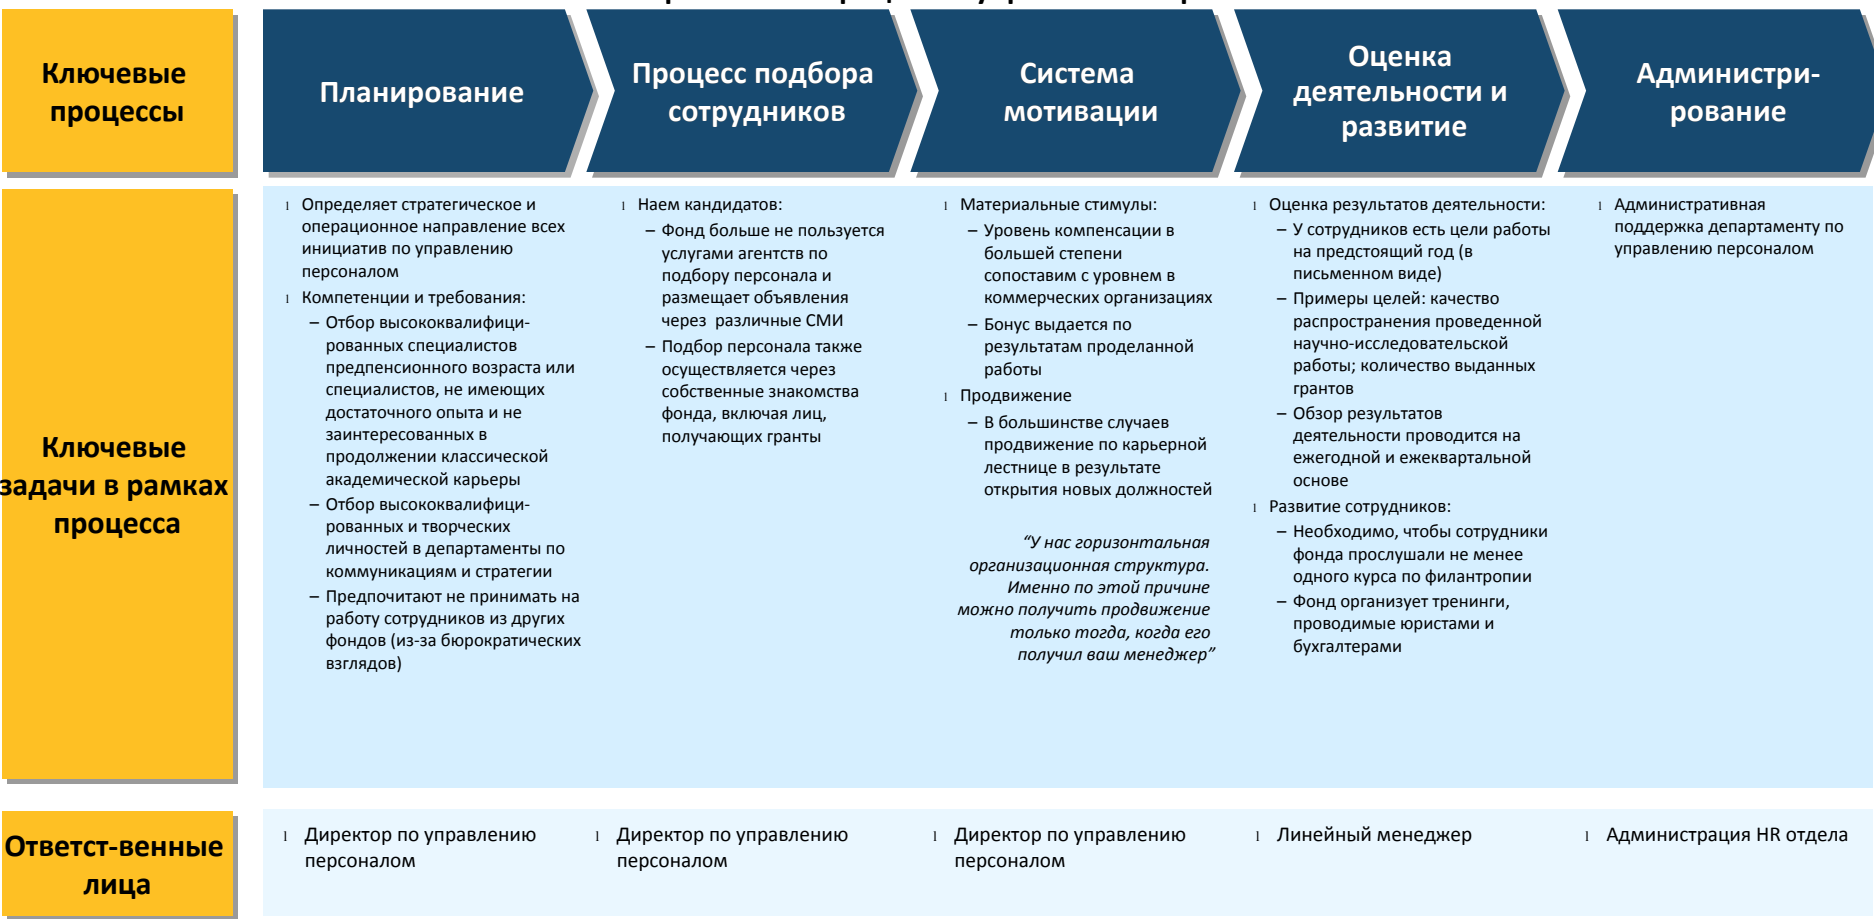 Ключевые
процессы
Планирование
Процесс подбора
сотрудников
Система
мотивации
Оценка
деятельности и
развитие
Администри-
рование
Ключевые
задачи в рамках
процесса
Определяет стратегическое и
операционное направление всех
инициатив по управлению
персоналом
Компетенции и требования:
– Отбор высококвалифици-
рованных специалистов
предпенсионного возраста или
специалистов, не имеющих
достаточного опыта и не
заинтересованных в
продолжении классической
академической карьеры
– Отбор высококвалифици-
рованных и творческих
личностей в департаменты по
коммуникациям и стратегии
– Предпочитают не принимать на
работу сотрудников из других
фондов (из-за бюрократических
взглядов)
Наем кандидатов:
– Фонд больше не пользуется
услугами агентств по
подбору персонала и
размещает объявления
через различные СМИ
– Подбор персонала также
осуществляется через
собственные знакомства
фонда, включая лиц,
получающих гранты
Материальные стимулы:
– Уровень компенсации в
большей степени
сопоставим с уровнем в
коммерческих организациях
– Бонус выдается по
результатам проделанной
работы
Продвижение
– В большинстве случаев
продвижение по карьерной
лестнице в результате
открытия новых должностей
“У нас горизонтальная
организационная структура.
Именно по этой причине
можно получить продвижение
только тогда, когда его
получил ваш менеджер”
Оценка результатов деятельности:
– У сотрудников есть цели работы
на предстоящий год (в
письменном виде)
– Примеры целей: качество
распространения проведенной
научно-исследовательской
работы; количество выданных
грантов
– Обзор результатов
деятельности проводится на
ежегодной и ежеквартальной
основе
Развитие сотрудников:
– Необходимо, чтобы сотрудники
фонда прослушали не менее
одного курса по филантропии
– Фонд организует тренинги,
проводимые юристами и
бухгалтерами
Административная
поддержка департаменту по
управлению персоналом
Ответст-венные
лица
Директор по управлению
персоналом
Директор по управлению
персоналом
Директор по управлению
персоналом
Линейный менеджер
Администрация HR отдела